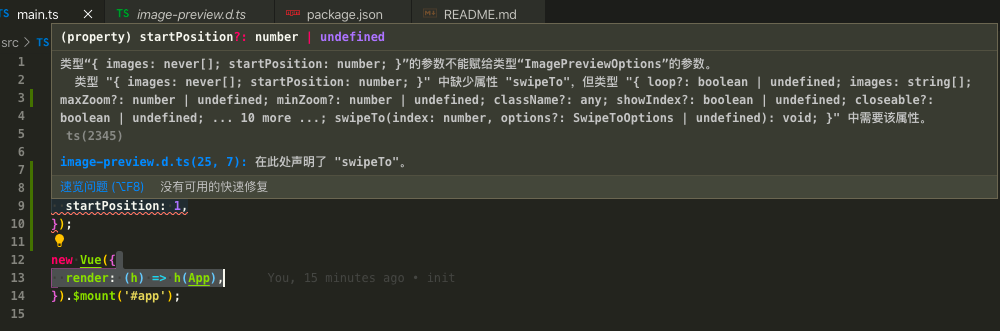 TS main.ts × TS image-preview.d.ts package.json README.md
src > TS
(property) startPosition?: number | undefined
类型“{ images: never[]; startPosition: number; }”的参数不能赋给类型“ImagePreviewOptions”的参数。
类型 "{ images: never[]; startPosition: number; }" 中缺少属性 "swipeTo"，但类型 "{ loop?: boolean | undefined; images: string[];
maxZoom?: number | undefined; minZoom?: number | undefined; className?: any; showIndex?: boolean | undefined; closeable?:
boolean | undefined; ... 10 more ...; swipeTo(index: number, options?: SwipeToOptions | undefined): void; }" 中需要该属性。
ts(2345)
image-preview.d.ts(25, 7): 在此处声明了 "swipeTo"。
速览问题 (⌥F8) 没有可用的快速修复
1
2
3
4
5
6
7
8
9 startPosition: 1,
10 });
11
12 new Vue({
13 render: (h) => h(App), You, 15 minutes ago • init
14 }).$mount('#app');
15